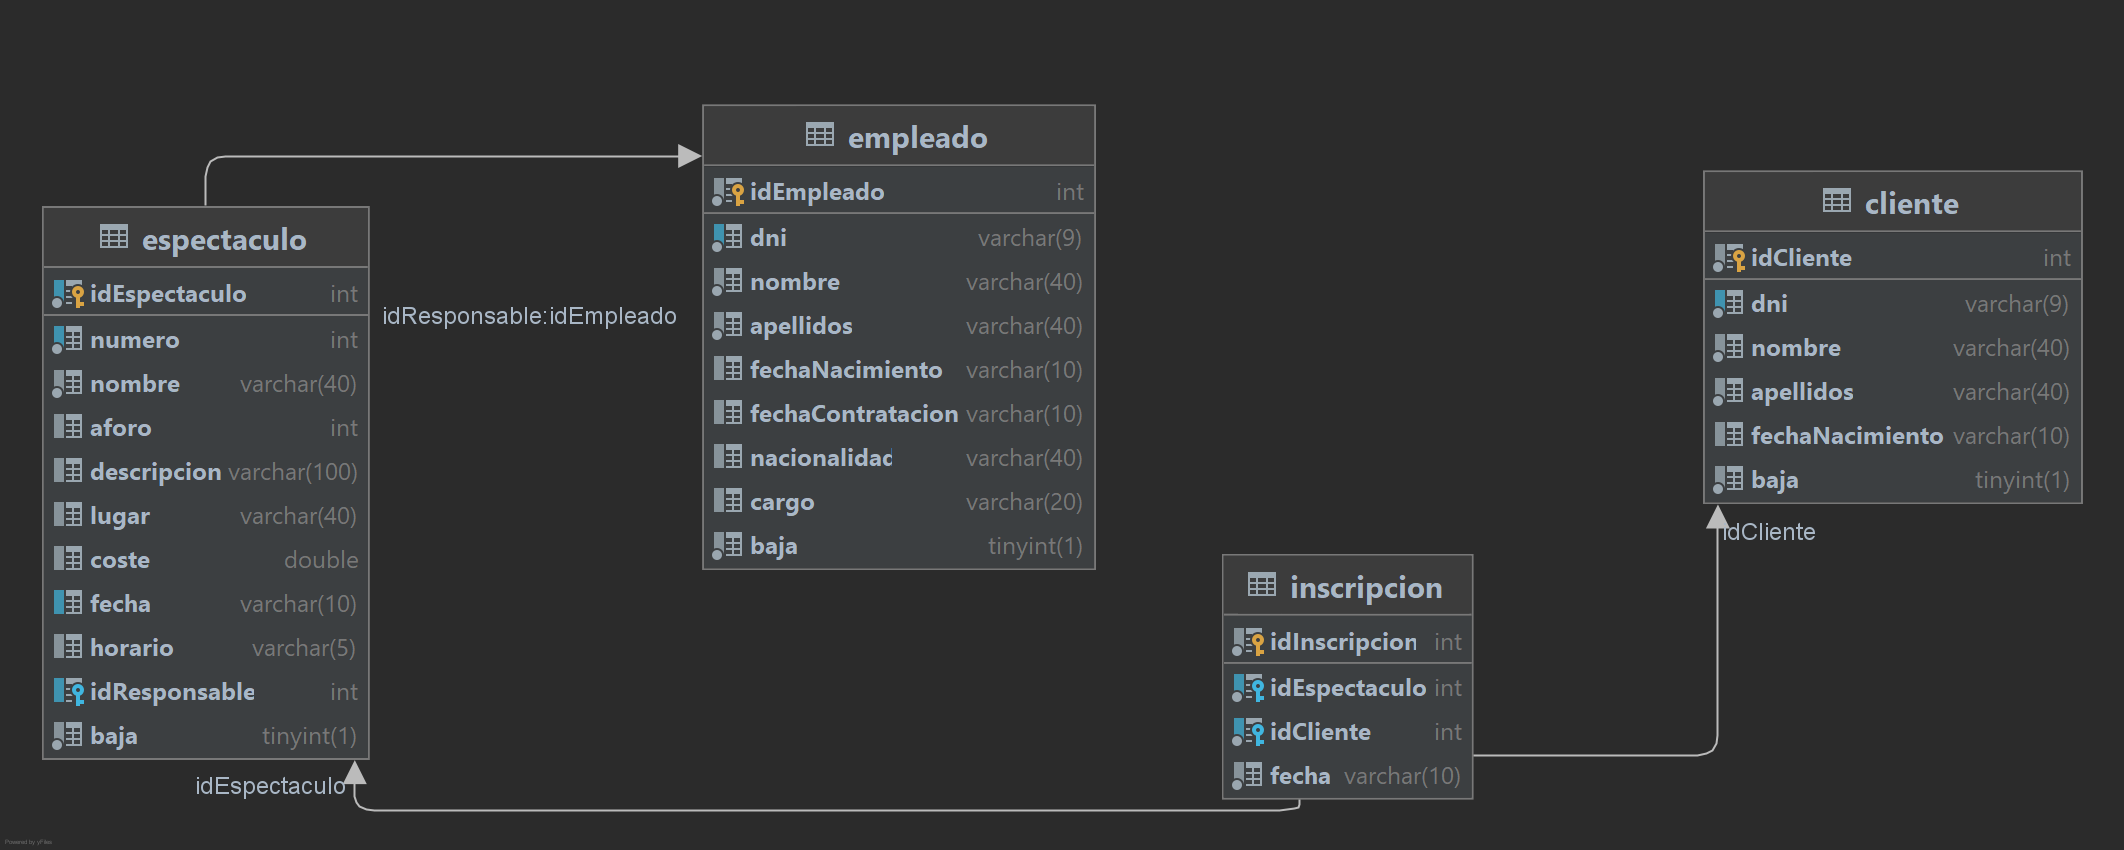 empleado
idEmpleado int
dni varchar(9)
nombre varchar(40)
apellidos varchar(40)
fechaNacimiento varchar(10)
fechaContratacion varchar(10)
nacionalidad varchar(40)
cargo varchar(20)
baja tinyint(1)
cliente
idCliente int
dni varchar(9)
nombre varchar(40)
apellidos varchar(40)
fechaNacimiento varchar(10)
baja tinyint(1)
espectaculo
idEspectaculo int
numero int
nombre varchar(40)
aforo int
descripcion varchar(100)
lugar varchar(40)
coste double
fecha varchar(10)
horario varchar(5)
idResponsable int
baja tinyint(1)
idResponsable:idEmpleado
idCliente
inscripcion
idInscripcion int
idEspectaculo int
idCliente int
fecha varchar(10)
idEspectaculo
Powered by yFiles